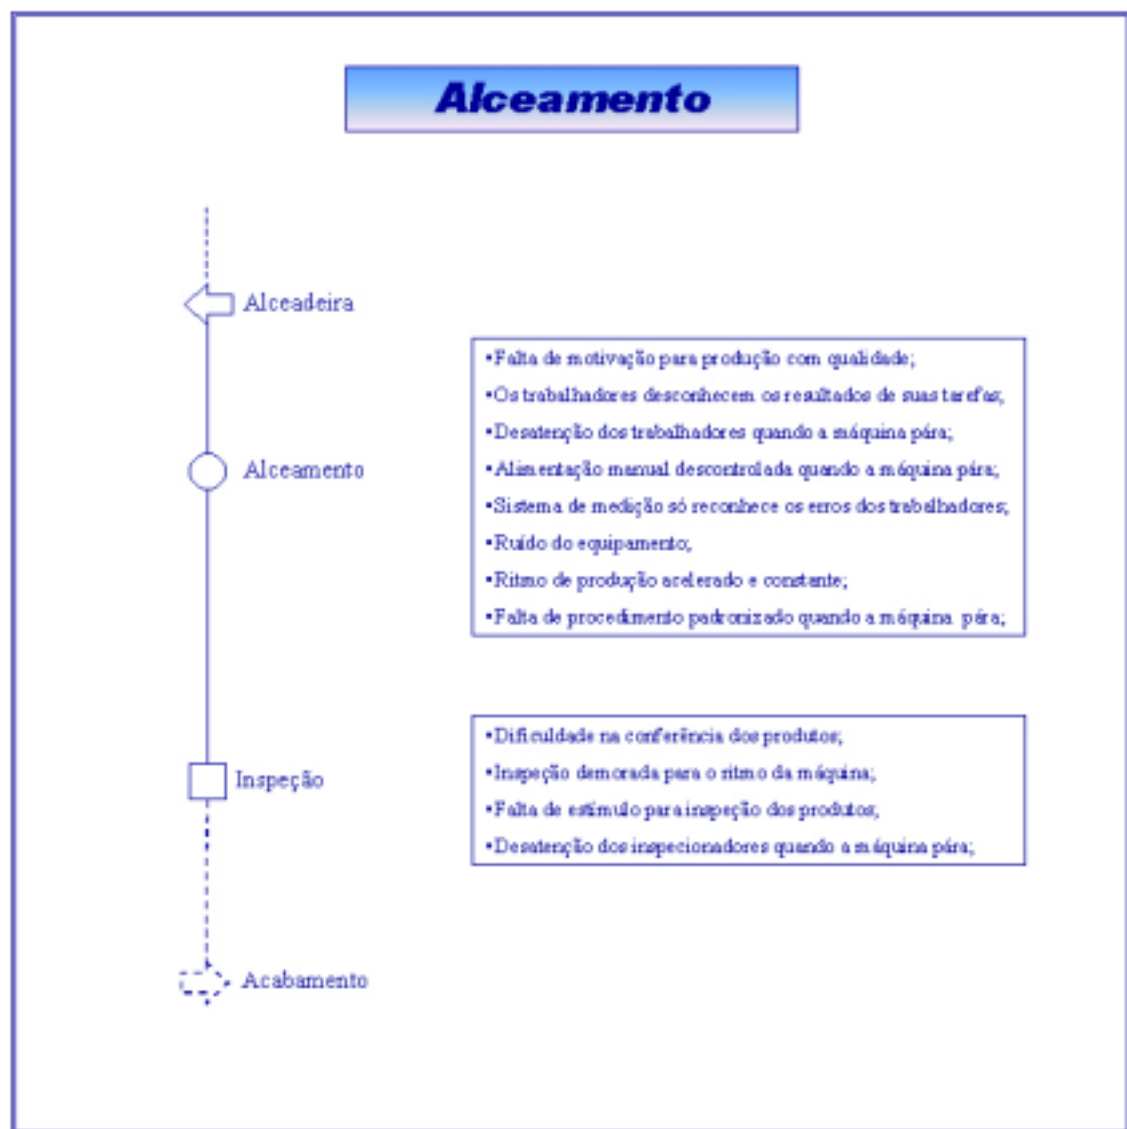 Alceamento
Alceadeira
•Falta de motivação para produção com qualidade;
•Os trabalhadores desconhecem os resultados de suas tarefas;
•Desatenção dos trabalhadores quando a máquina pára;
Alceamento
•Alimentação manual descontrolada quando a máquina pára;
•Sistema de medição só reconhece os erros dos trabalhadores;
•Ruído do equipamento;
•Ritmo de produção acelerado e constante;
•Falta de procedimento padronizado quando a máquina pára;
•Dificuldade na conferência dos produtos;
Inspeção
•Inspeção demorada para o ritmo da máquina;
•Falta de estímulo para inspeção dos produtos;
•Desatenção dos inspecionadores quando a máquina pára;
Acabamento